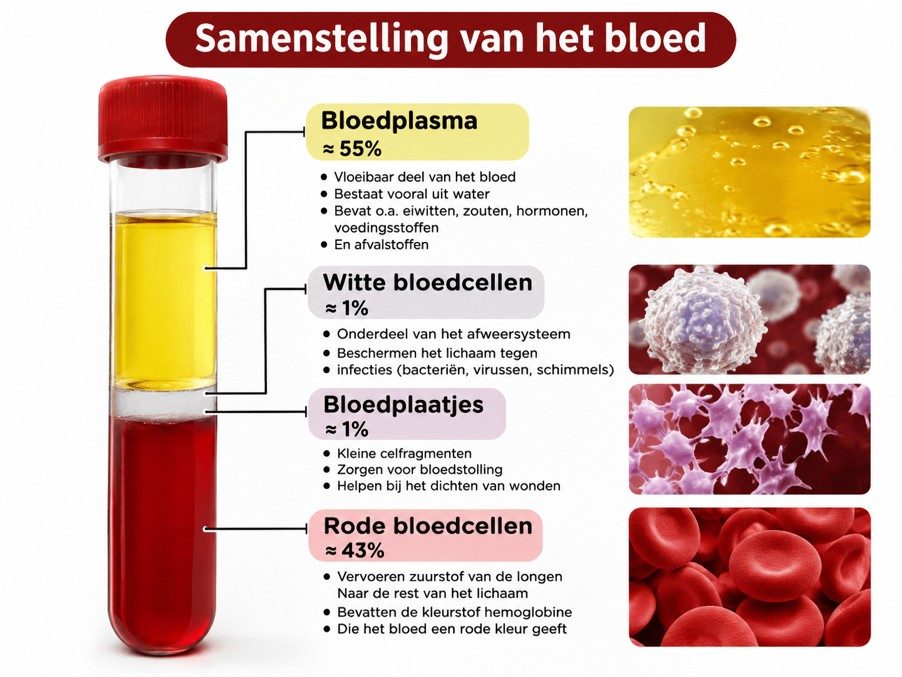 Samenstelling van het bloed
Bloedplasma
≈ 55%
• Vloeibaar deel van het bloed
• Bestaat vooral uit water
• Bevat o.a. eiwitten, zouten, hormonen,
voedingsstoffen
• En afvalstoffen
Witte bloedcellen
≈ 1%
• Onderdeel van het afweersysteem
• Beschermen het lichaam tegen
• infecties (bacteriën, virussen, schimmels)
Bloedplaatjes
≈ 1%
• Kleine celfragmenten
• Zorgen voor bloedstolling
• Helpen bij het dichten van wonden
Rode bloedcellen
≈ 43%
• Vervoeren zuurstof van de longen
Naar de rest van het lichaam
• Bevatten de kleurstof hemoglobine
• Die het bloed een rode kleur geeft